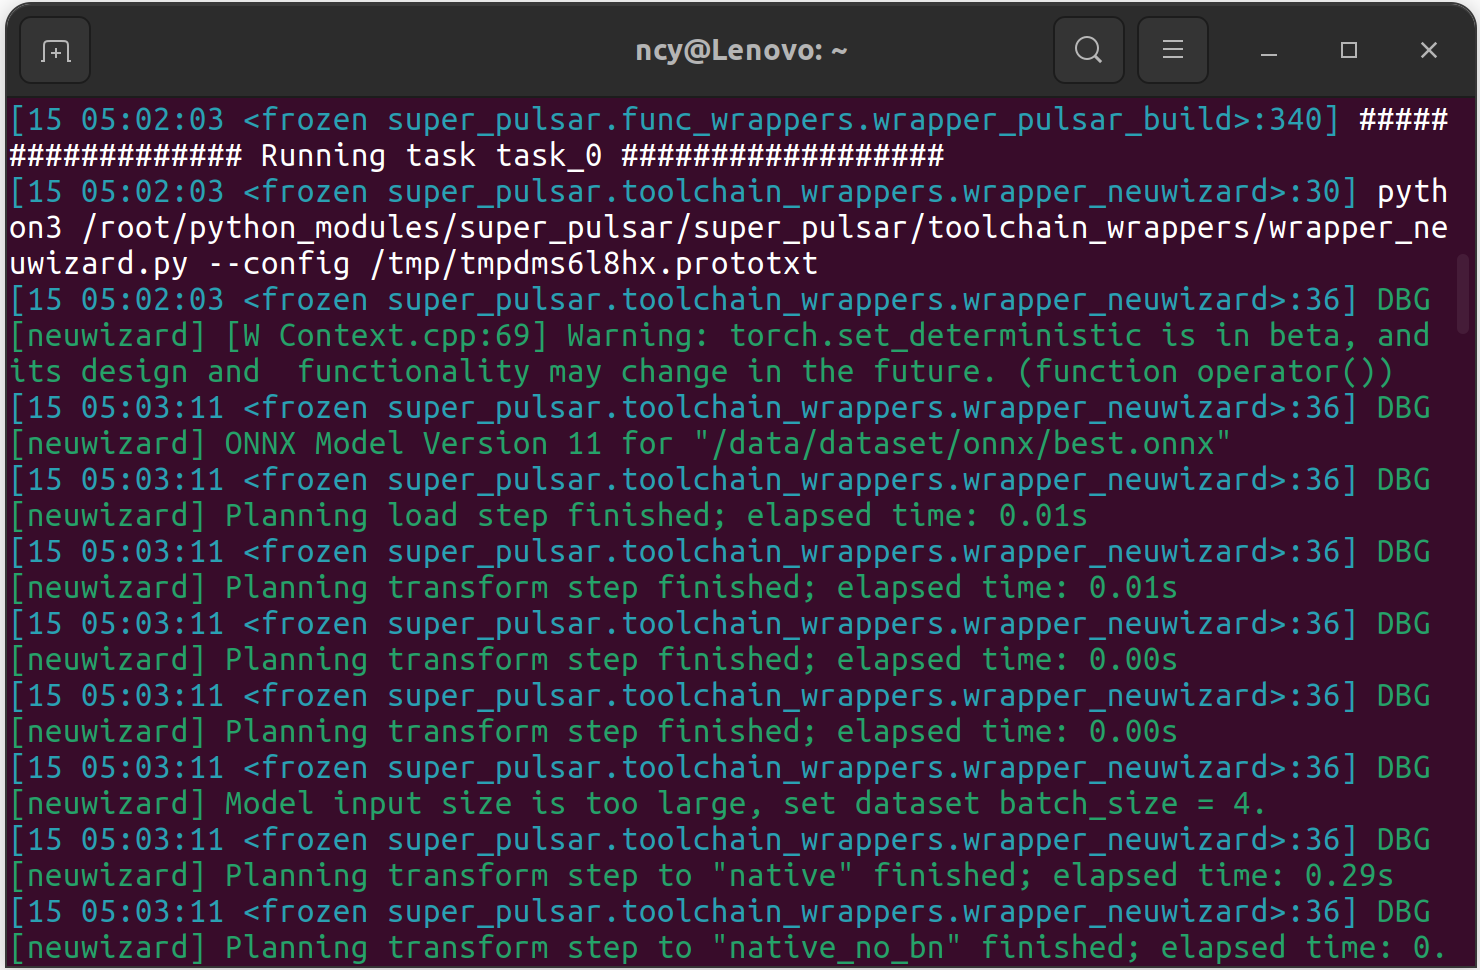 ncy@Lenovo: ~
[15 05:02:03 <frozen super_pulsar.func_wrappers.wrapper_pulsar_build>:340] #####
############# Running task task_0 ##################
[15 05:02:03 <frozen super_pulsar.toolchain_wrappers.wrapper_neuwizard>:30] pyth
on3 /root/python_modules/super_pulsar/super_pulsar/toolchain_wrappers/wrapper_ne
uwizard.py --config /tmp/tmpdms6l8hx.prototxt
[15 05:02:03 <frozen super_pulsar.toolchain_wrappers.wrapper_neuwizard>:36] DBG
[neuwizard] [W Context.cpp:69] Warning: torch.set_deterministic is in beta, and
its design and  functionality may change in the future. (function operator())
[15 05:03:11 <frozen super_pulsar.toolchain_wrappers.wrapper_neuwizard>:36] DBG
[neuwizard] ONNX Model Version 11 for "/data/dataset/onnx/best.onnx"
[15 05:03:11 <frozen super_pulsar.toolchain_wrappers.wrapper_neuwizard>:36] DBG
[neuwizard] Planning load step finished; elapsed time: 0.01s
[15 05:03:11 <frozen super_pulsar.toolchain_wrappers.wrapper_neuwizard>:36] DBG
[neuwizard] Planning transform step finished; elapsed time: 0.01s
[15 05:03:11 <frozen super_pulsar.toolchain_wrappers.wrapper_neuwizard>:36] DBG
[neuwizard] Planning transform step finished; elapsed time: 0.00s
[15 05:03:11 <frozen super_pulsar.toolchain_wrappers.wrapper_neuwizard>:36] DBG
[neuwizard] Planning transform step finished; elapsed time: 0.00s
[15 05:03:11 <frozen super_pulsar.toolchain_wrappers.wrapper_neuwizard>:36] DBG
[neuwizard] Model input size is too large, set dataset batch_size = 4.
[15 05:03:11 <frozen super_pulsar.toolchain_wrappers.wrapper_neuwizard>:36] DBG
[neuwizard] Planning transform step to "native" finished; elapsed time: 0.29s
[15 05:03:11 <frozen super_pulsar.toolchain_wrappers.wrapper_neuwizard>:36] DBG
[neuwizard] Planning transform step to "native_no_bn" finished; elapsed time: 0.